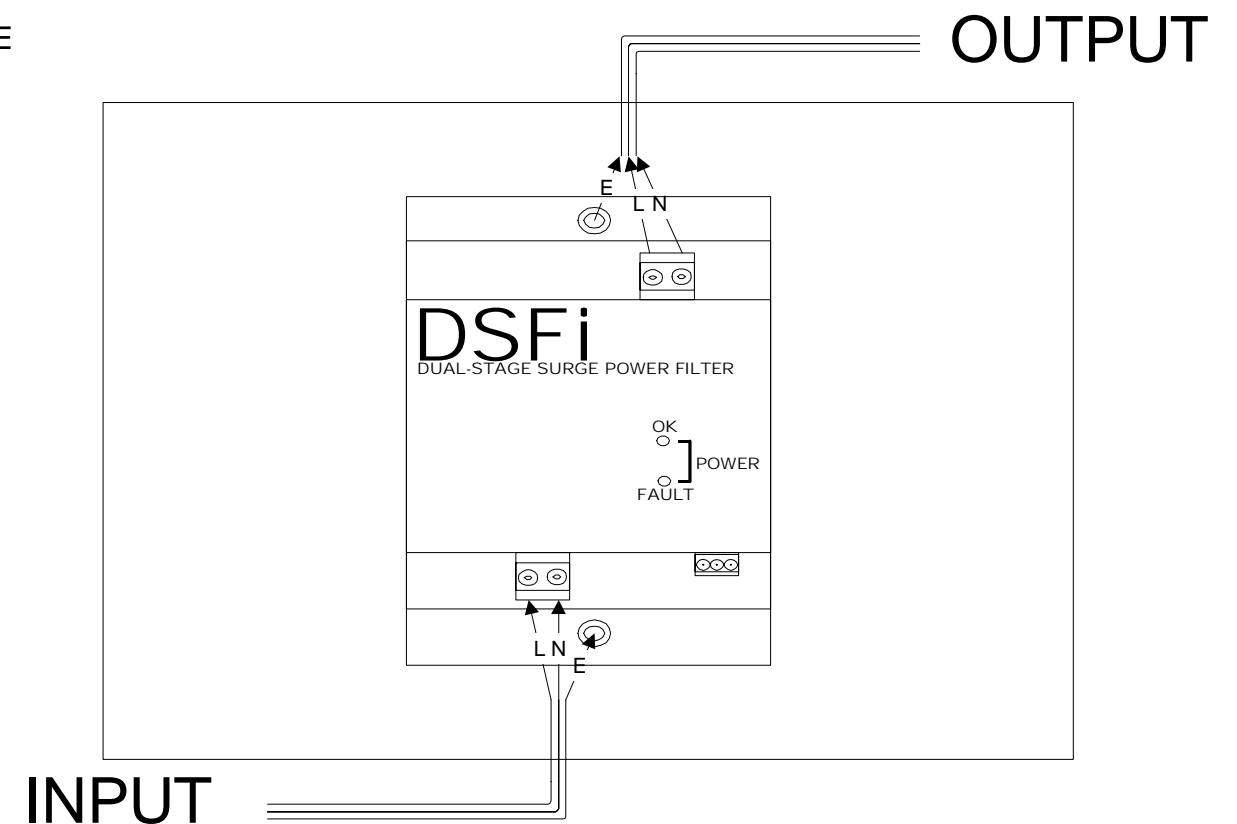 E
OUTPUT
E
L N
DSFi
DUAL-STAGE SURGE POWER FILTER
OK
POWER
FAULT
L N
E
INPUT